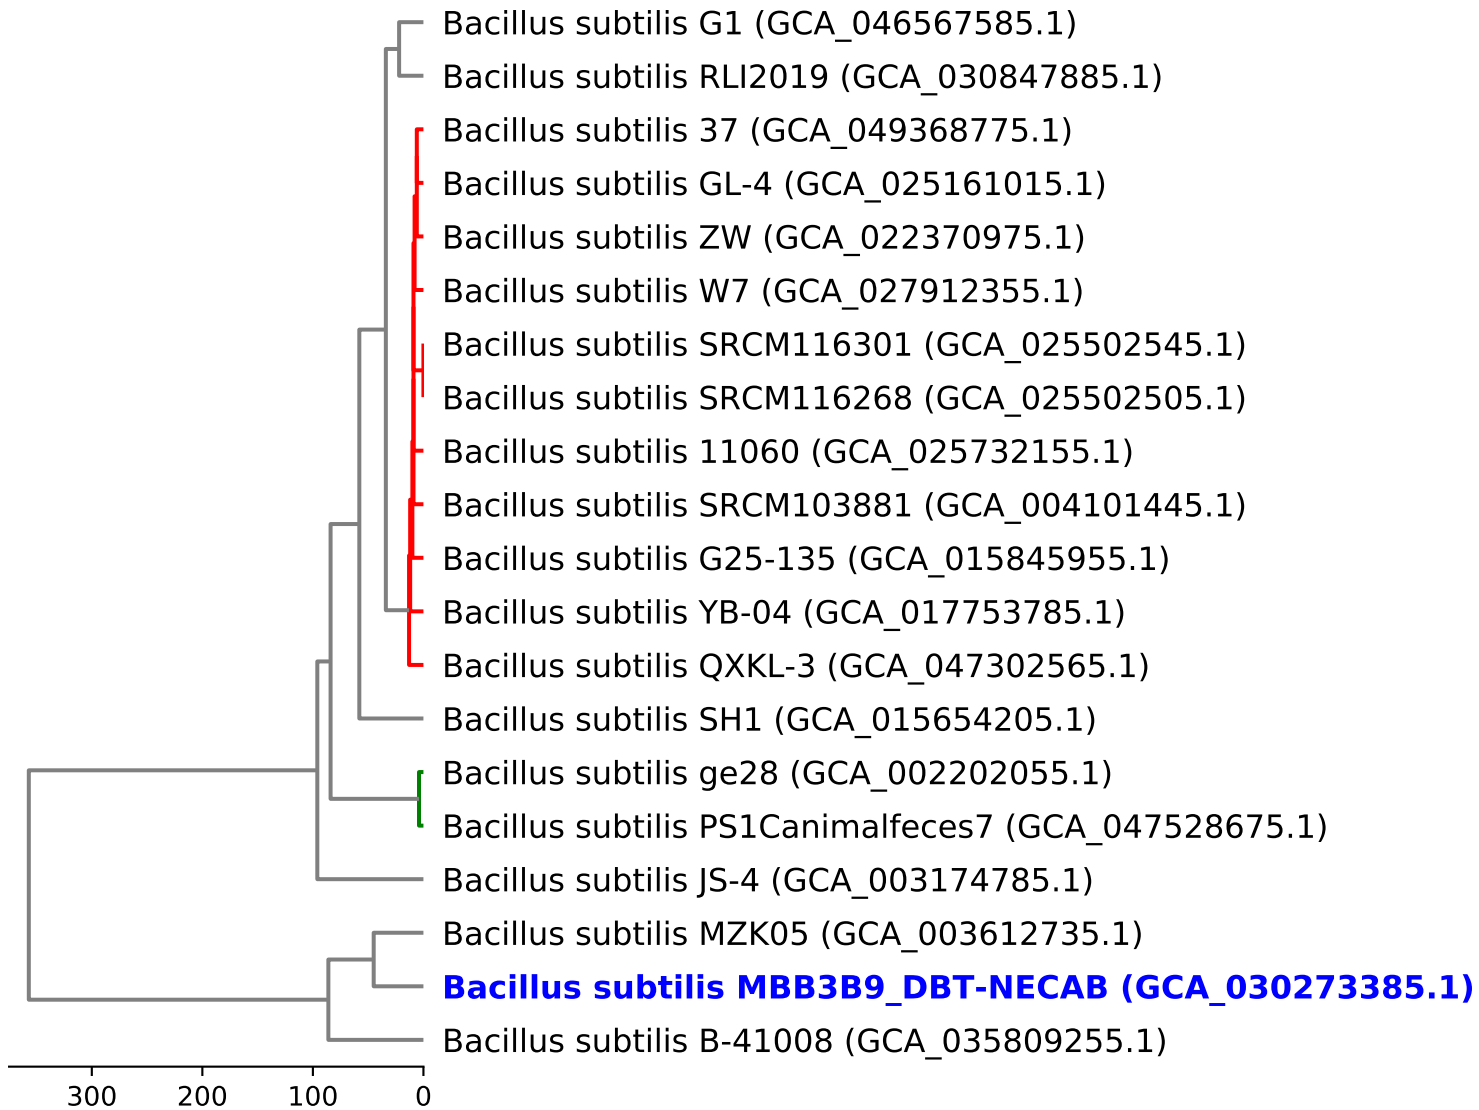 Bacillus subtilis G1 (GCA_046567585.1)
Bacillus subtilis RLI2019 (GCA_030847885.1)
Bacillus subtilis 37 (GCA_049368775.1)
Bacillus subtilis GL-4 (GCA_025161015.1)
Bacillus subtilis ZW (GCA_022370975.1)
Bacillus subtilis W7 (GCA_027912355.1)
Bacillus subtilis SRCM116301 (GCA_025502545.1)
Bacillus subtilis SRCM116268 (GCA_025502505.1)
Bacillus subtilis 11060 (GCA_025732155.1)
Bacillus subtilis SRCM103881 (GCA_004101445.1)
Bacillus subtilis G25-135 (GCA_015845955.1)
Bacillus subtilis YB-04 (GCA_017753785.1)
Bacillus subtilis QXKL-3 (GCA_047302565.1)
Bacillus subtilis SH1 (GCA_015654205.1)
Bacillus subtilis ge28 (GCA_002202055.1)
Bacillus subtilis PS1Canimalfeces7 (GCA_047528675.1)
Bacillus subtilis JS-4 (GCA_003174785.1)
Bacillus subtilis MZK05 (GCA_003612735.1)
Bacillus subtilis MBB3B9_DBT-NECAB (GCA_030273385.1)
Bacillus subtilis B-41008 (GCA_035809255.1)
300 200 100 0